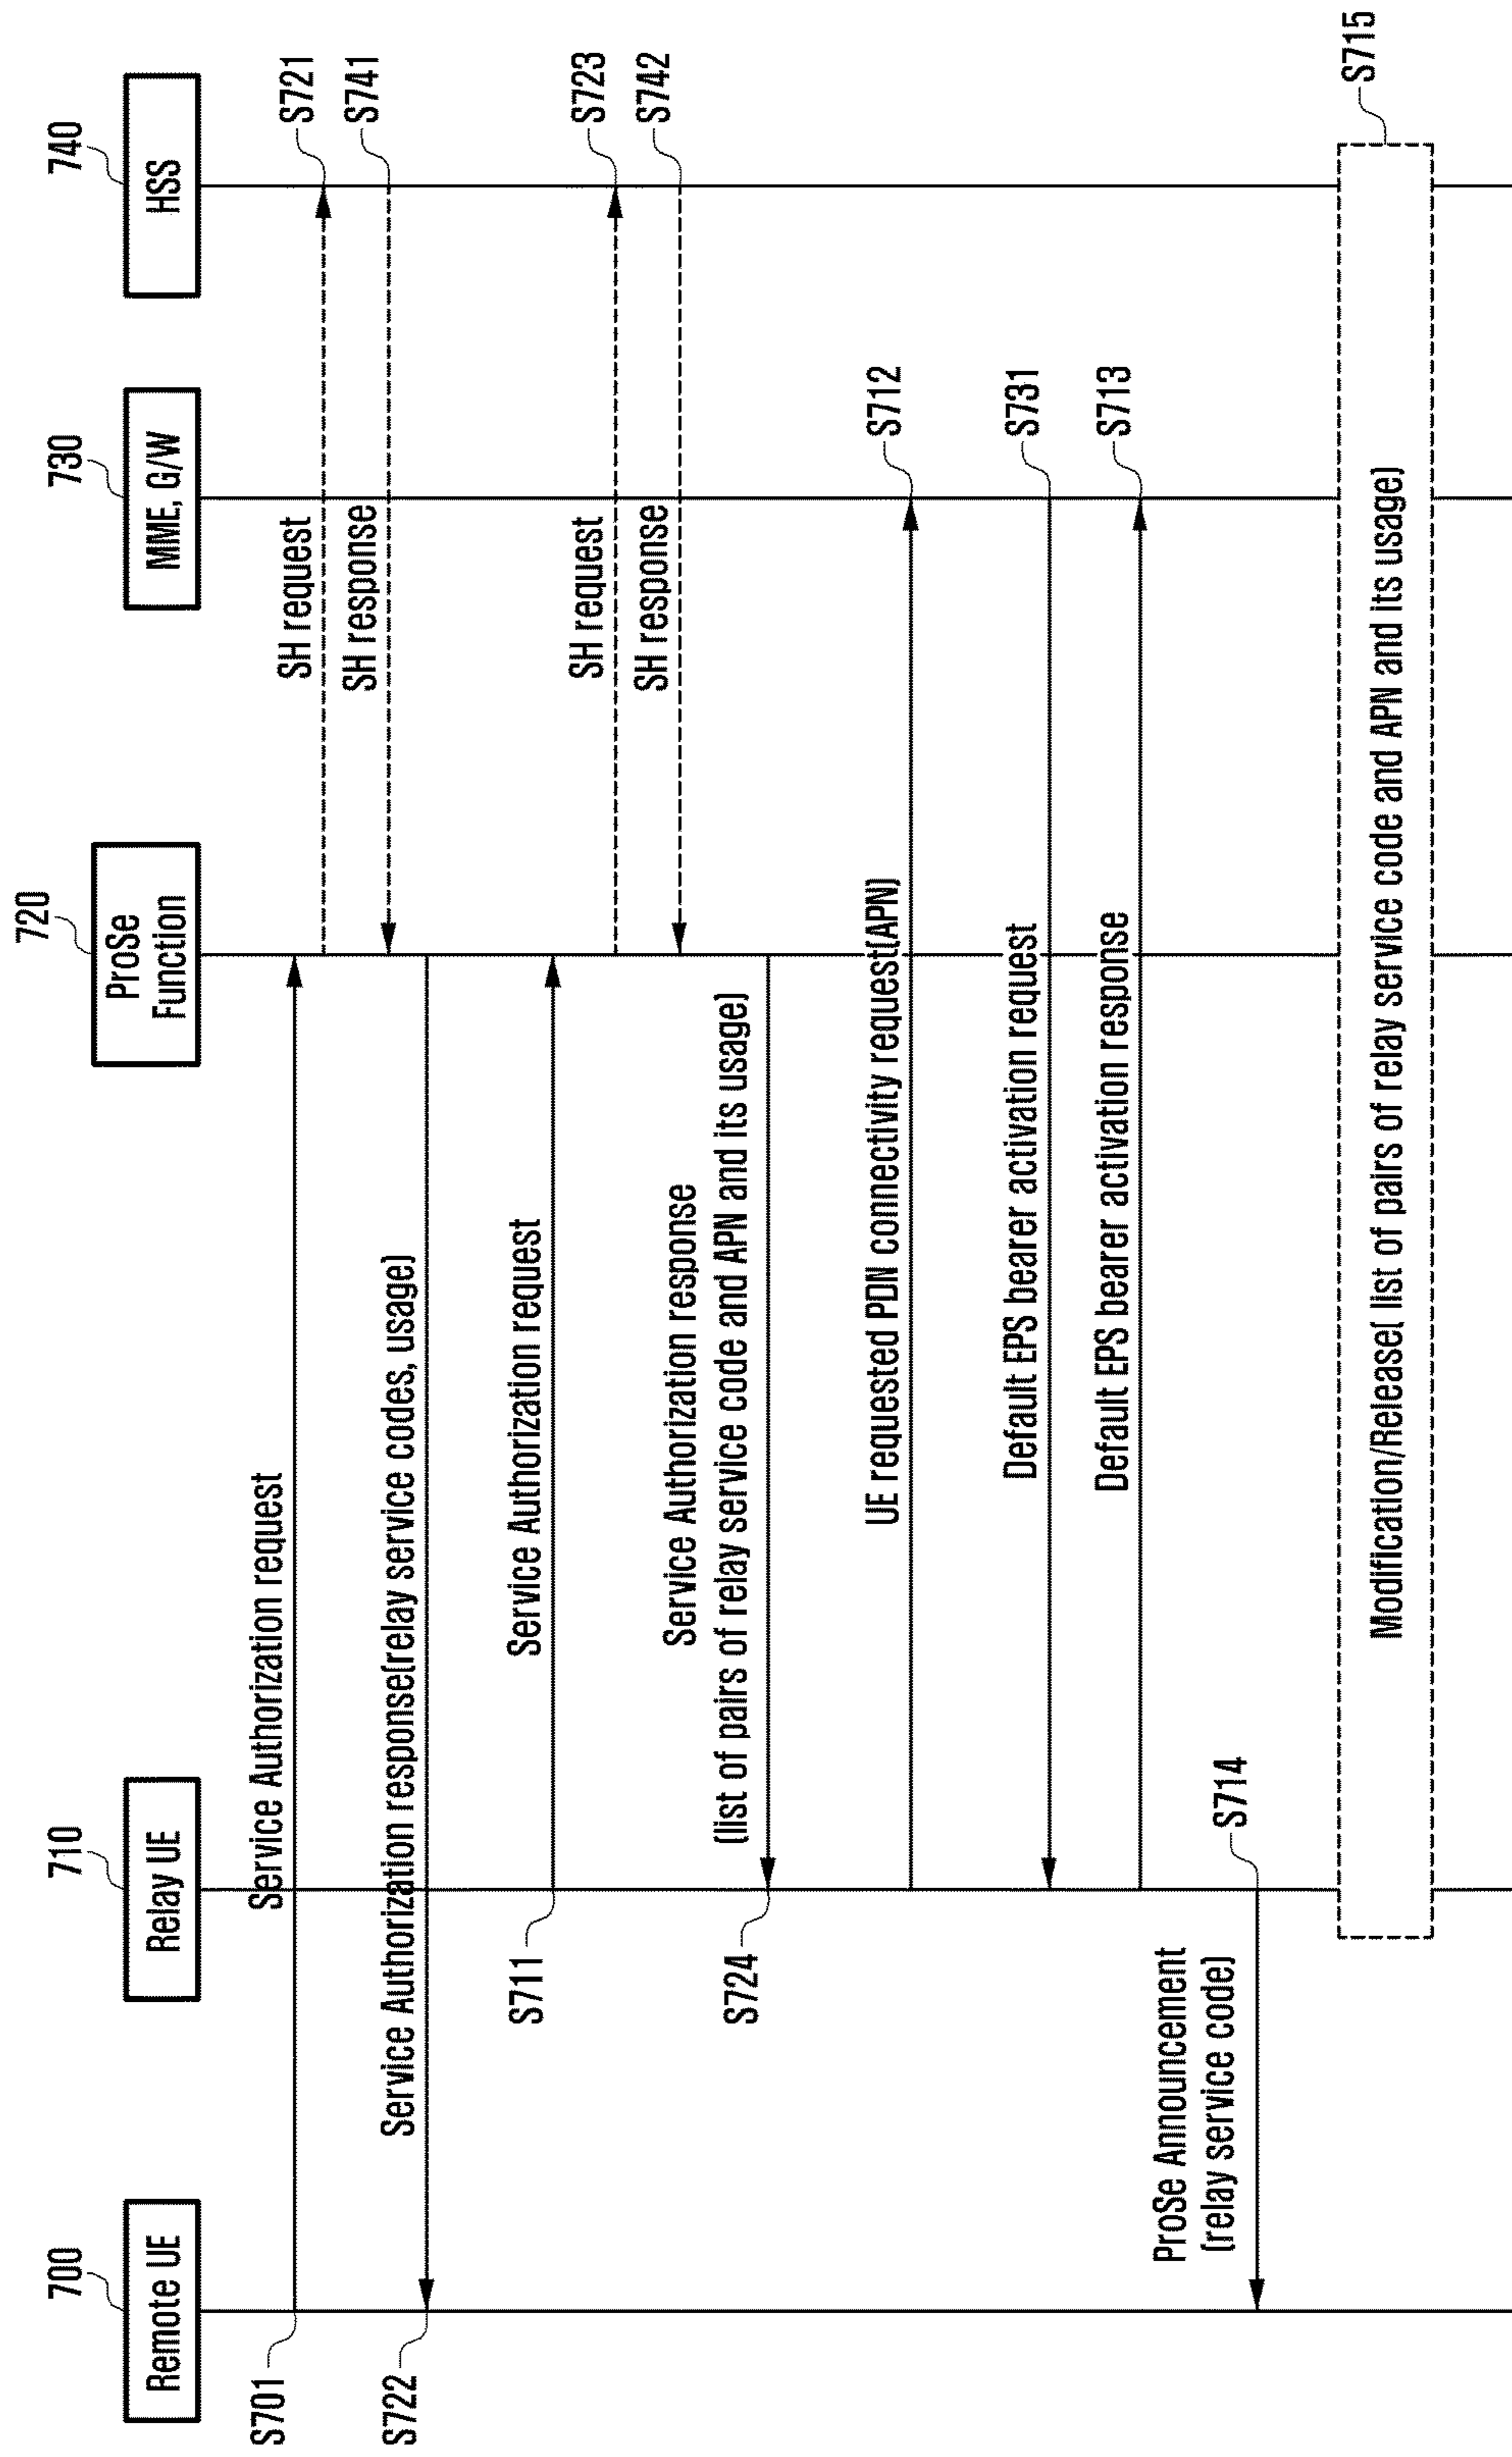 700
Remote UE
710
Relay UE
720
ProSe
Function
730
MME, G/W
740
HSS
S701
Service Authorization request
SH request
S721
SH response
S741
S722
Service Authorization response(relay service codes, usage)
S711
Service Authorization request
SH request
S723
SH response
S742
S724
Service Authorization response
(list of pairs of relay service code and APN and its usage)
UE requested PDN connectivity request(APN)
S712
Default EPS bearer activation request
S731
Default EPS bearer activation response
S713
ProSe Announcement
(relay service code)
S714
Modification/Release( list of pairs of relay service code and APN and its usage)
S715